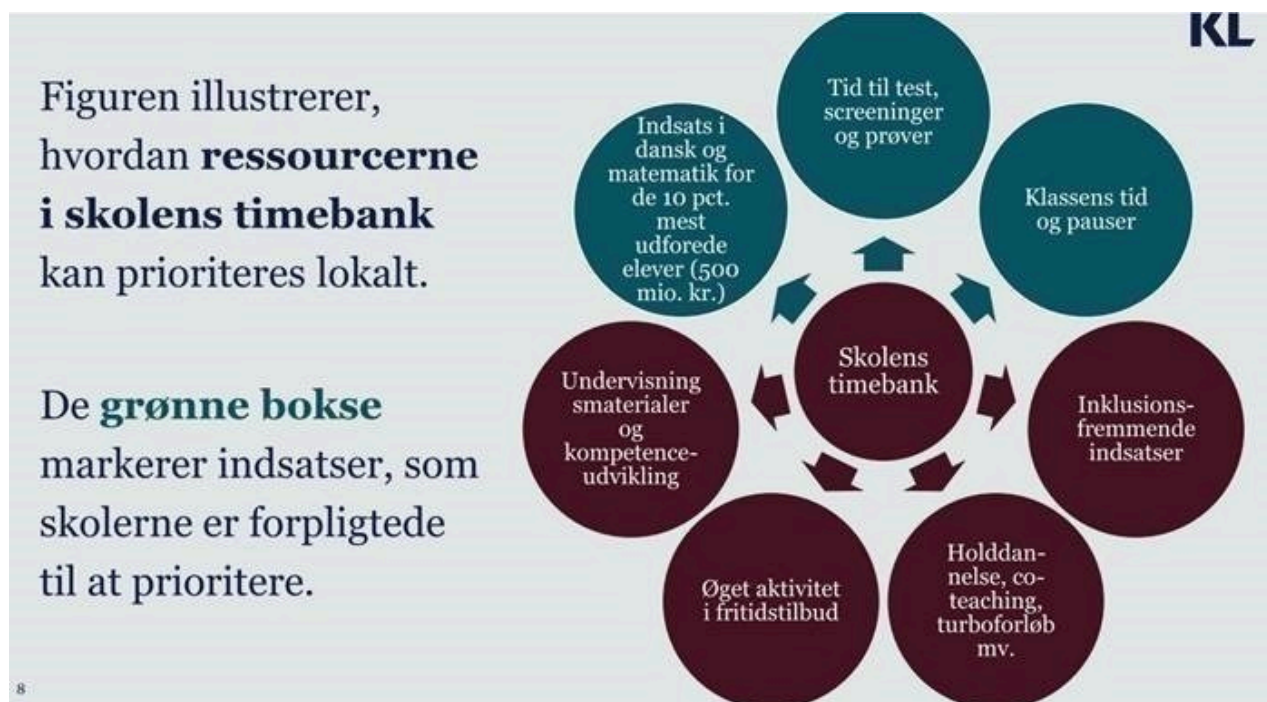 KL
Figuren illustrerer,
hvordan ressourcerne
i skolens timebank
kan prioriteres lokalt.
De grønne bokse
markerer indsatser, som
skolerne er forpligtede
til at prioritere.
Tid til test,
screeninger
og prøver
Klassens tid
og pauser
Inklusions-
fremmende
indsatser
Holddan-
nelse, co-
teaching,
turboforløb
mv.
Øget aktivitet
i fritidstilbud
Undervisning
smaterialer
og
kompetence-
udvikling
Indsats i
dansk og
matematik for
de 10 pct.
mest
udforede
elever (500
mio. kr.)
Skolens
timebank
8